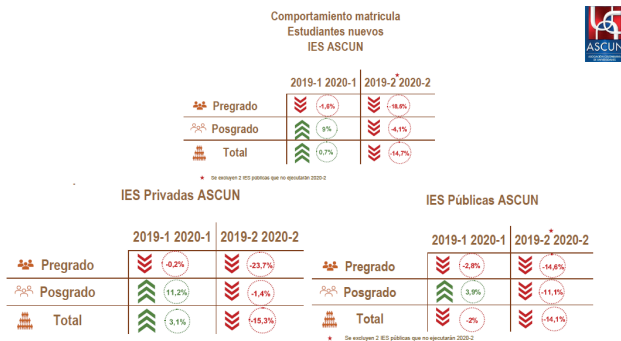 Comportamiento matrícula
Estudiantes nuevos
IES ASCUN
ASCUN
★
2019-1 2020-1 2019-2 2020-2
Pregrado -1,6% -18,6%
Posgrado 9% -4,1%
Total 0,7% -14,7%
★ Se excluyen 2 IES públicas que no ejecutarán 2020-2
IES Privadas ASCUN
2019-1 2020-1 2019-2 2020-2
Pregrado -0,2% -23,7%
Posgrado 11,2% -1,4%
Total 3,1% -15,3%
IES Públicas ASCUN
★
2019-1 2020-1 2019-2 2020-2
Pregrado -2,8% -14,6%
Posgrado 3,9% -11,1%
Total -2% -14,1%
★ Se excluyen 2 IES públicas que no ejecutarán 2020-2